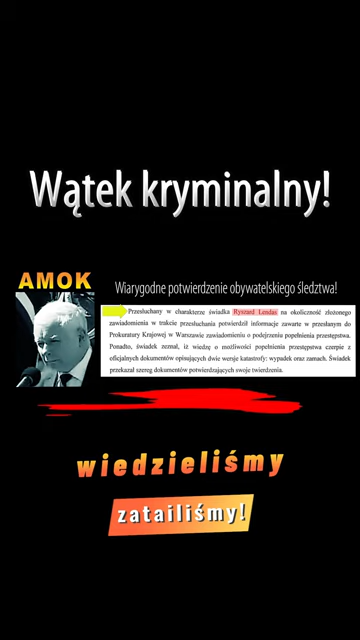 Wątek kryminalny!
AMOK
Wiarygodne potwierdzenie obywatelskiego śledztwa!
Przesłuchany w charakterze świadka Ryszard Lendas na okoliczność złożonego
zawiadomienia w trakcie przesłuchania potwierdził informacje zawarte w przesłanym do
Prokuratury Krajowej w Warszawie zawiadomieniu o podejrzeniu popełnienia przestępstwa.
Ponadto, świadek zeznał, iż wiedzę o możliwości popełnienia przestępstwa czerpie z
oficjalnych dokumentów opisujących dwie wersje katastrofy: wypadek oraz zamach. Świadek
przekazał szereg dokumentów potwierdzających swoje twierdzenia.
wiedzieliśmy
zatailiśmy!